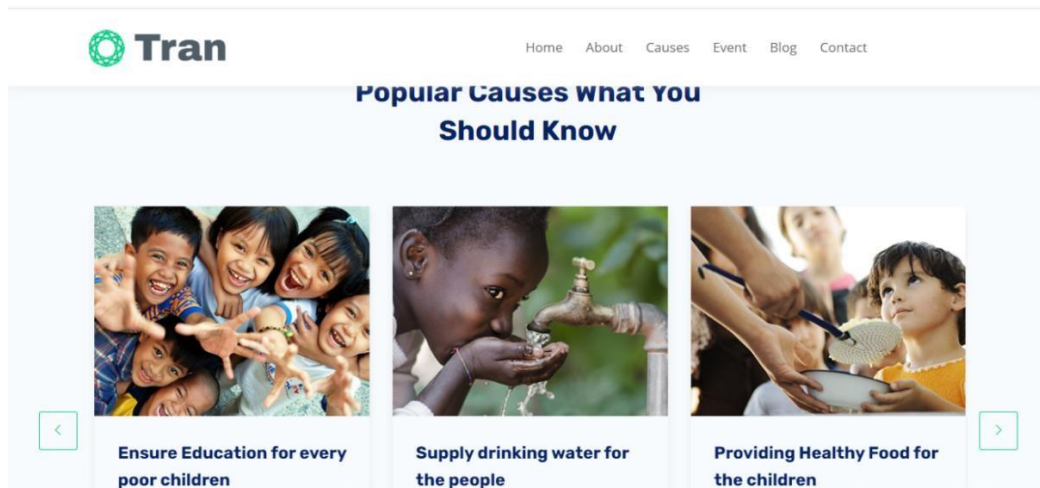 Tran
Home About Causes Event Blog Contact
Popular Causes What You
Should Know
Ensure Education for every
poor children
Supply drinking water for
the people
Providing Healthy Food for
the children